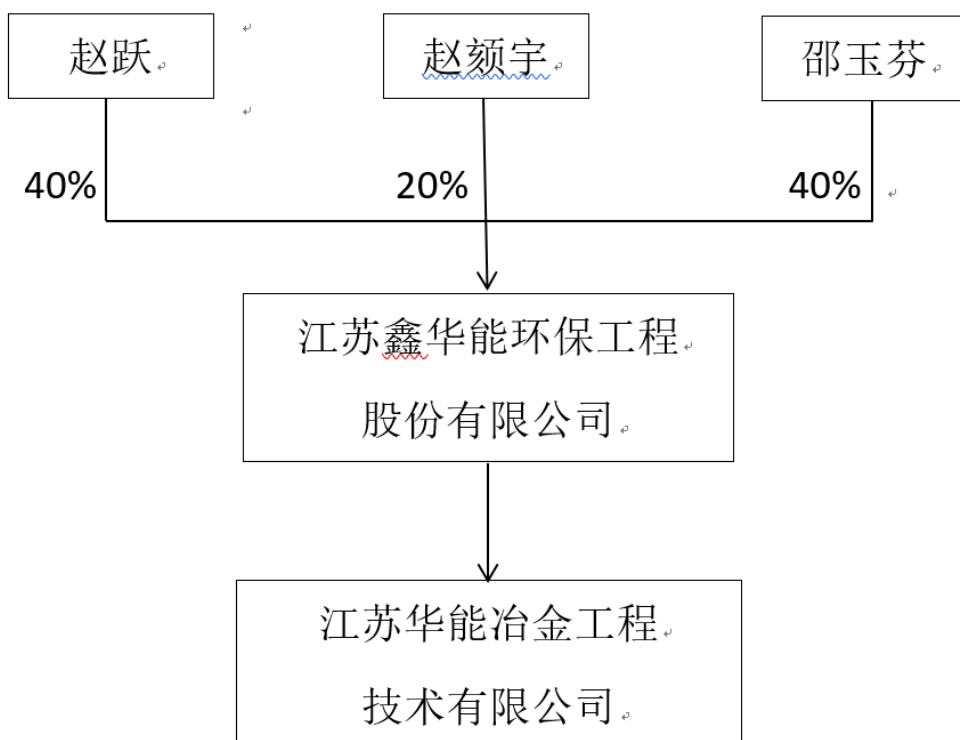 赵跃
赵颏宇
邵玉芬
40%
20%
40%
江苏鑫华能环保工程
股份有限公司
江苏华能冶金工程
技术有限公司